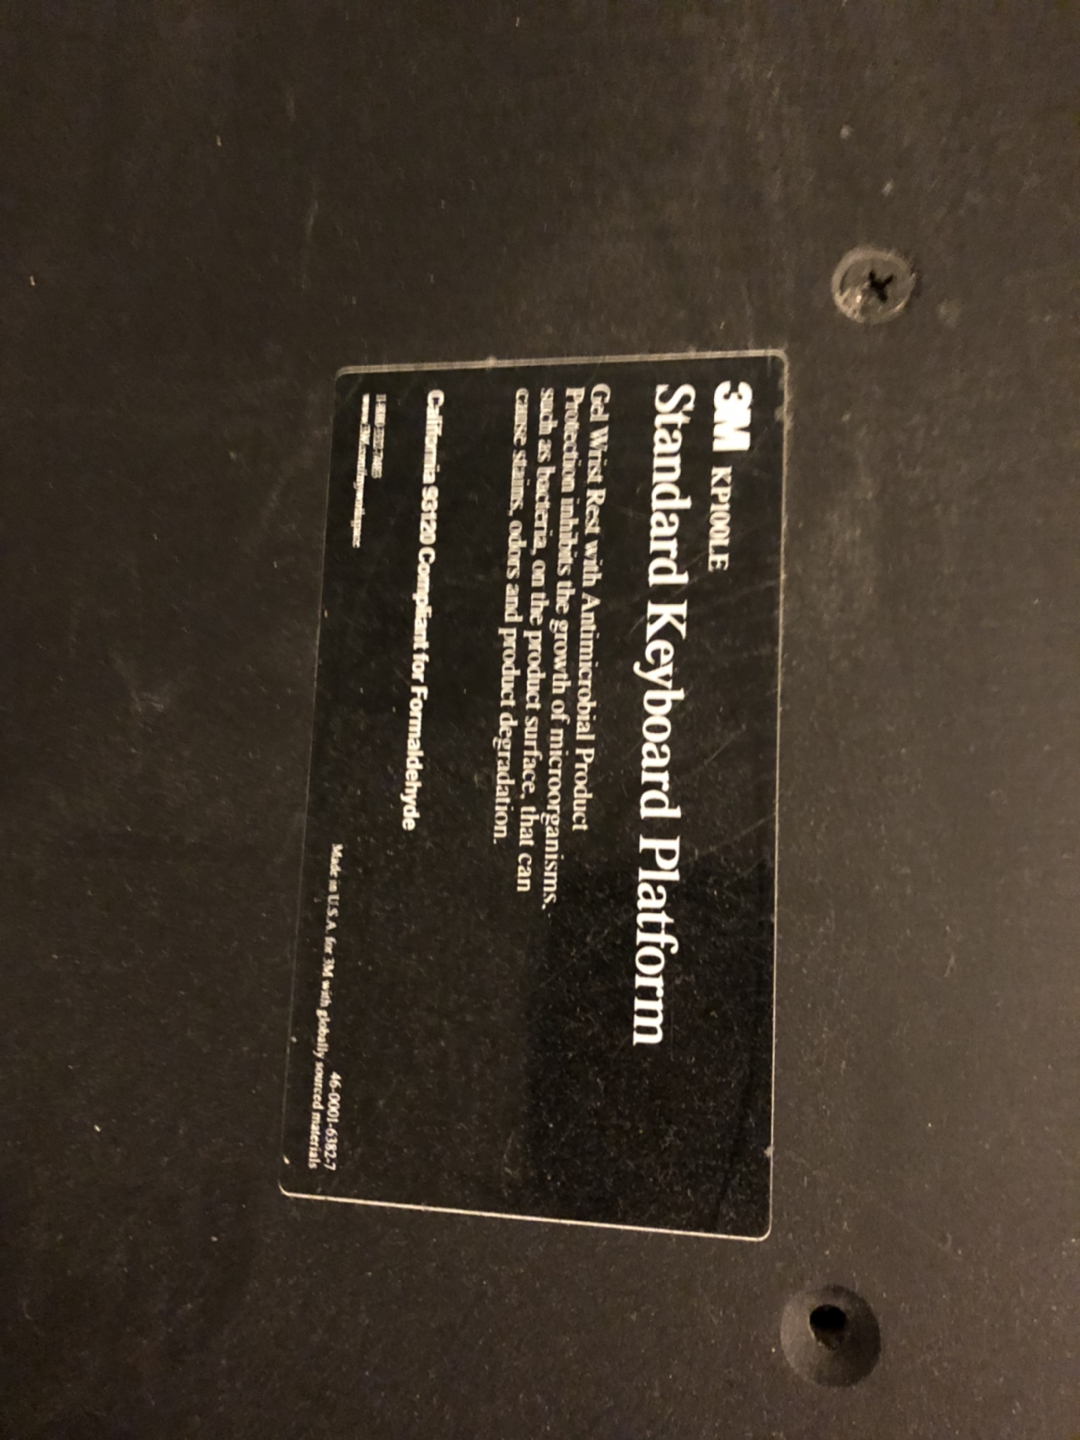 3M KP100LE
Standard Keyboard Platform
Gel Wrist Rest with Antimicrobial Product
Protection inhibits the growth of microorganisms,
such as bacteria, on the product surface, that can
cause stains, odors and product degradation.
California 93120 Compliant for Formaldehyde
46-0001-6382-7
Made in U.S.A. for 3M with globally sourced materials